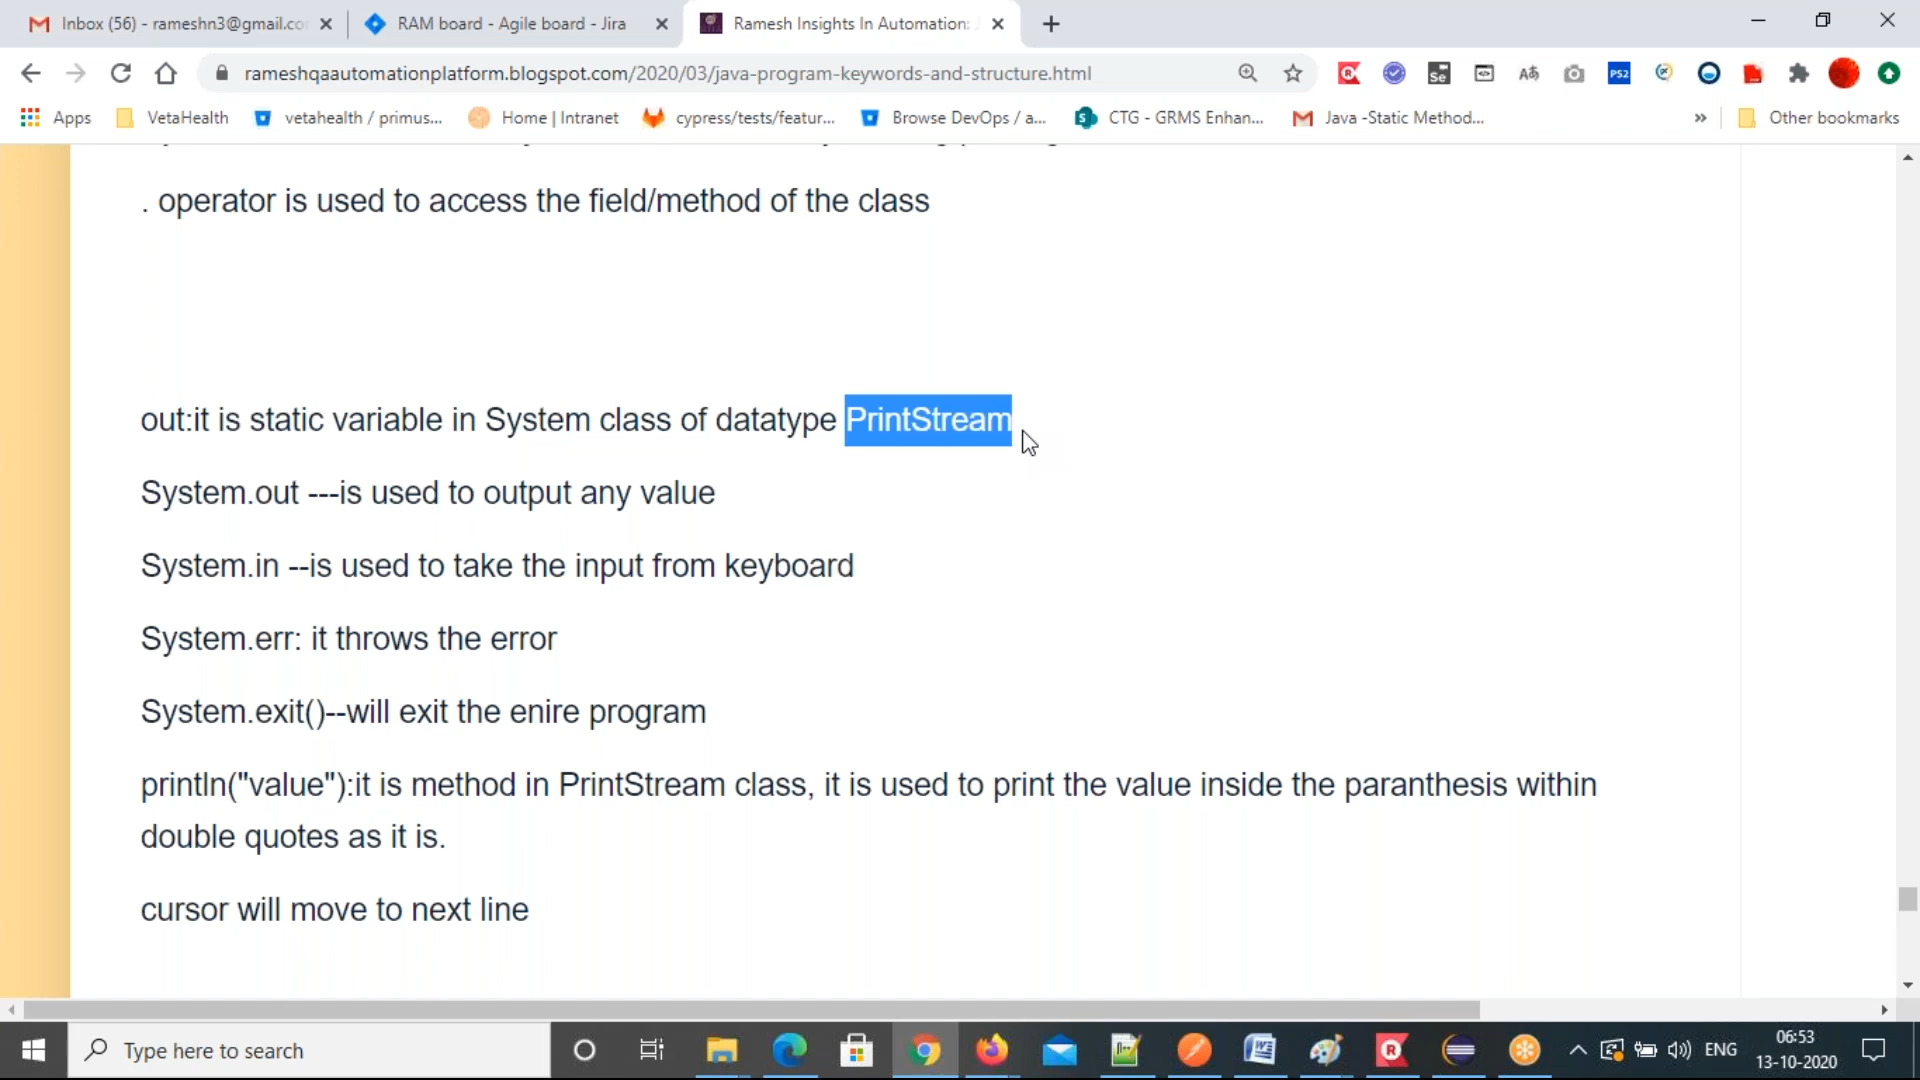 Inbox (56) - rameshn3@gmail.co
RAM board - Agile board - Jira
Ramesh Insights In Automation:
rameshqaautomationplatform.blogspot.com/2020/03/java-program-keywords-and-structure.html
Apps
VetaHealth
vetahealth / primus...
Home | Intranet
cypress/tests/featur...
Browse DevOps / a...
CTG - GRMS Enhan...
Java -Static Method...
»
Other bookmarks
. operator is used to access the field/method of the class
out:it is static variable in System class of datatype PrintStream
System.out ---is used to output any value
System.in --is used to take the input from keyboard
System.err: it throws the error
System.exit()--will exit the enire program
println("value"):it is method in PrintStream class, it is used to print the value inside the paranthesis within
double quotes as it is.
cursor will move to next line
Type here to search
ENG
06:53
13-10-2020